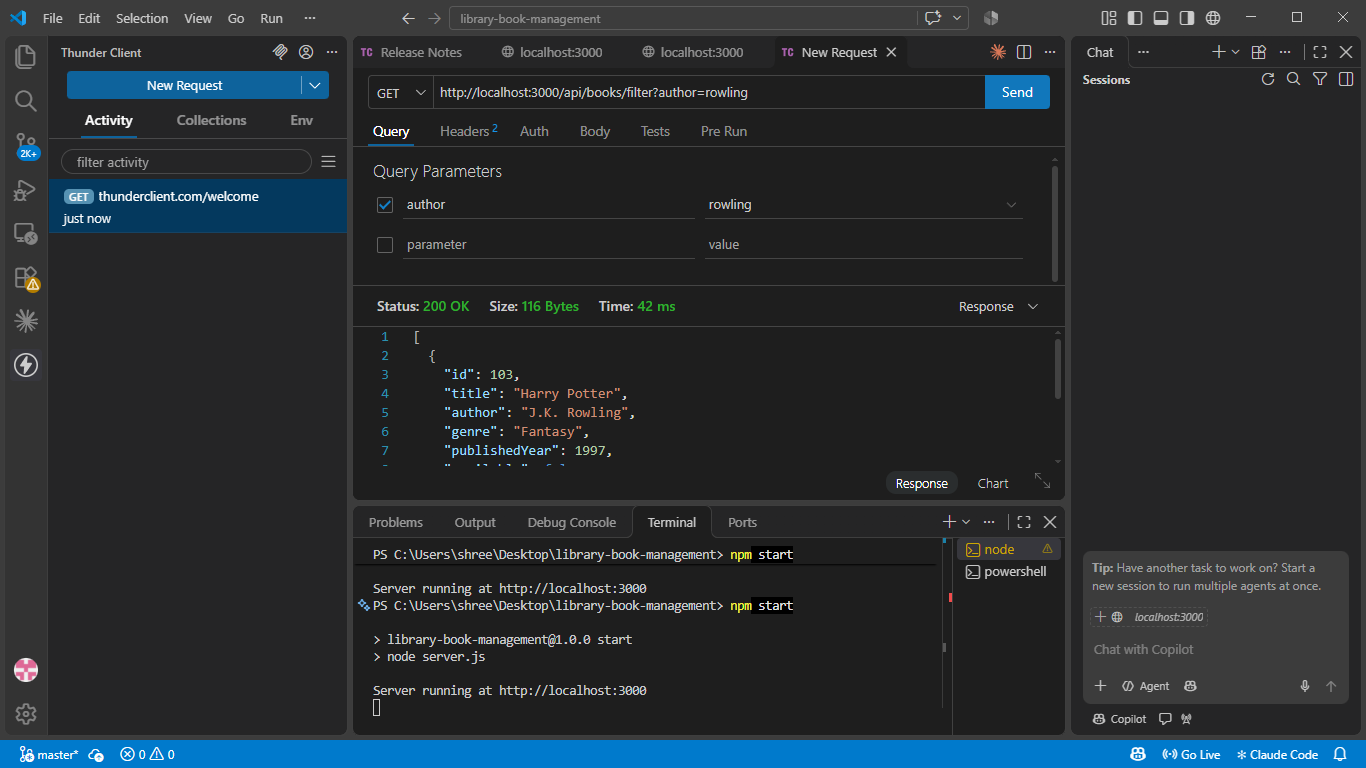 File Edit Selection View Go Run ···
library-book-management
Thunder Client
New Request
Activity Collections Env
filter activity
GET thunderclient.com/welcome
just now
2K+
TC Release Notes
localhost:3000
localhost:3000
TC New Request
GET http://localhost:3000/api/books/filter?author=rowling Send
Query Headers 2 Auth Body Tests Pre Run
Query Parameters
author rowling
parameter value
Status: 200 OK Size: 116 Bytes Time: 42 ms Response
1 [
2 {
3 "id": 103,
4 "title": "Harry Potter",
5 "author": "J.K. Rowling",
6 "genre": "Fantasy",
7 "publishedYear": 1997,
Response Chart
Problems Output Debug Console Terminal Ports
PS C:\Users\shree\Desktop\library-book-management> npm start
Server running at http://localhost:3000
PS C:\Users\shree\Desktop\library-book-management> npm start
> library-book-management@1.0.0 start
> node server.js
Server running at http://localhost:3000
node
powershell
Chat
Sessions
Tip: Have another task to work on? Start a
new session to run multiple agents at once.
localhost:3000
Chat with Copilot
Agent
Copilot
master* 0 0 Go Live Claude Code